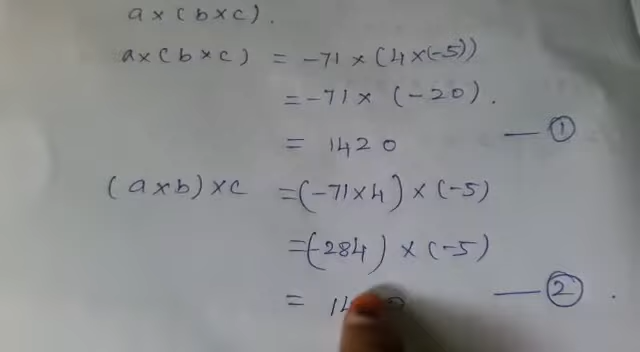 a×(b×c).
a×(b×c) = -71 × (4×(-5))
= -71 × (-20).
= 1420 — ①
(a×b)×c = (-71×4) × (-5)
= (-284) × (-5)
= — ②.